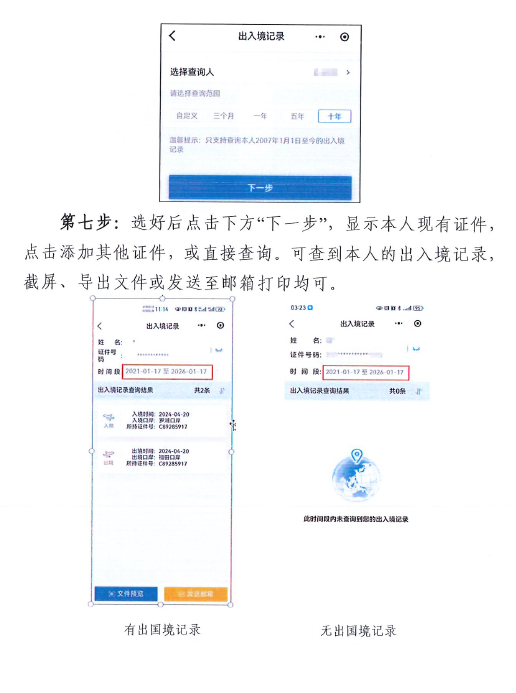 出入境记录
选择查询人
请选择查询范围
自定义 三个月 一年 五年 十年
温馨提示：只支持查询本人2007年1月1日至今的出入境
记录
下一步
第七步：选好后点击下方“下一步”，显示本人现有证件，
点击添加其他证件，或直接查询。可查到本人的出入境记录，
截屏、导出文件或发送至邮箱打印均可。
11:16
出入境记录
姓 名：
证件号
码 ：************
时间段 2021-01-17 至 2026-01-17
出入境记录查询结果 共2条
入境
入境时间：2024-04-20
入境口岸：罗湖口岸
所持证件号：C69285917
出境
出境时间：2024-04-20
出境口岸：福田口岸
所持证件号：C69285917
文件预览 发送邮箱
有出国境记录
03:23
出入境记录
姓 名：
证件号码：
时 间 段：2021-01-17 至 2026-01-17
出入境记录查询结果 共0条
此时间段内未查询到您的出入境记录
无出国境记录